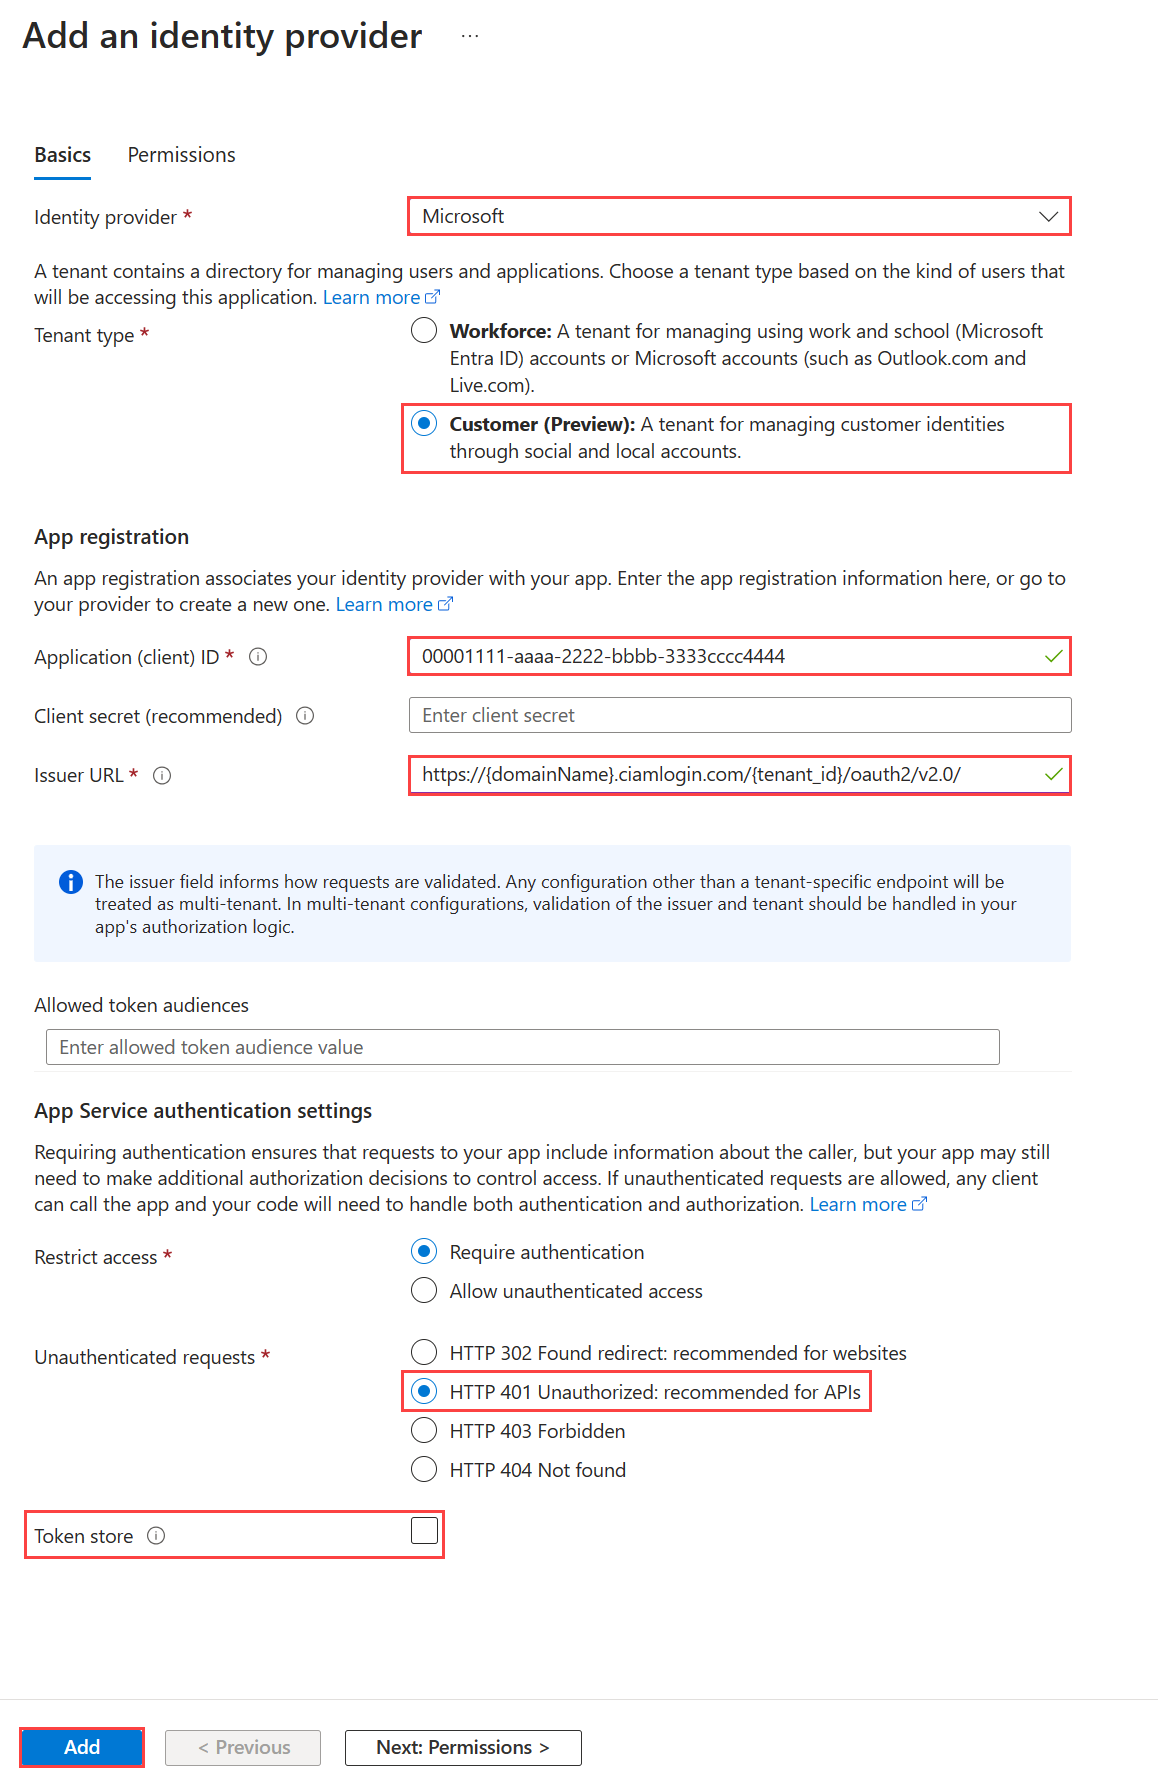 Add an identity provider ...
Basics Permissions
Identity provider * Microsoft
A tenant contains a directory for managing users and applications. Choose a tenant type based on the kind of users that
will be accessing this application. Learn more
Tenant type *
Workforce: A tenant for managing using work and school (Microsoft
Entra ID) accounts or Microsoft accounts (such as Outlook.com and
Live.com).
Customer (Preview): A tenant for managing customer identities
through social and local accounts.
App registration
An app registration associates your identity provider with your app. Enter the app registration information here, or go to
your provider to create a new one. Learn more
Application (client) ID * 00001111-aaaa-2222-bbbb-3333cccc4444
Client secret (recommended) Enter client secret
Issuer URL * https://{domainName}.ciamlogin.com/{tenant_id}/oauth2/v2.0/
The issuer field informs how requests are validated. Any configuration other than a tenant-specific endpoint will be
treated as multi-tenant. In multi-tenant configurations, validation of the issuer and tenant should be handled in your
app's authorization logic.
Allowed token audiences
Enter allowed token audience value
App Service authentication settings
Requiring authentication ensures that requests to your app include information about the caller, but your app may still
need to make additional authorization decisions to control access. If unauthenticated requests are allowed, any client
can call the app and your code will need to handle both authentication and authorization. Learn more
Restrict access * Require authentication
Allow unauthenticated access
Unauthenticated requests * HTTP 302 Found redirect: recommended for websites
HTTP 401 Unauthorized: recommended for APIs
HTTP 403 Forbidden
HTTP 404 Not found
Token store
Add < Previous Next: Permissions >